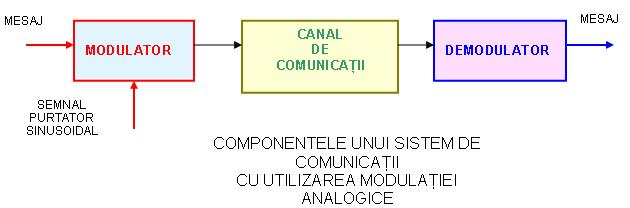 MESAJ
MODULATOR
CANAL
DE
COMUNICAȚII
DEMODULATOR
MESAJ
SEMNAL
PURTATOR
SINUSOIDAL
COMPONENTELE UNUI SISTEM DE
COMUNICAȚII
CU UTILIZAREA MODULAȚIEI
ANALOGICE